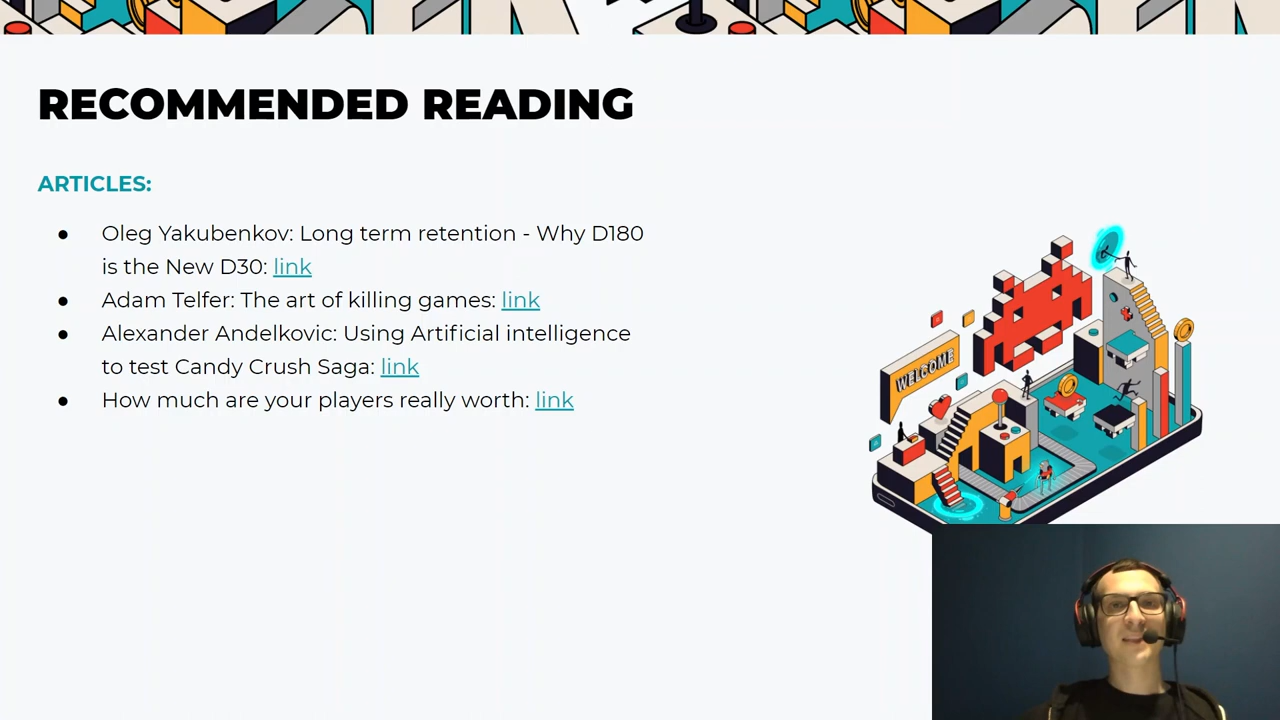 RECOMMENDED READING
ARTICLES:
● Oleg Yakubenkov: Long term retention - Why D180
is the New D30: link
● Adam Telfer: The art of killing games: link
● Alexander Andelkovic: Using Artificial intelligence
to test Candy Crush Saga: link
● How much are your players really worth: link
WELCOME